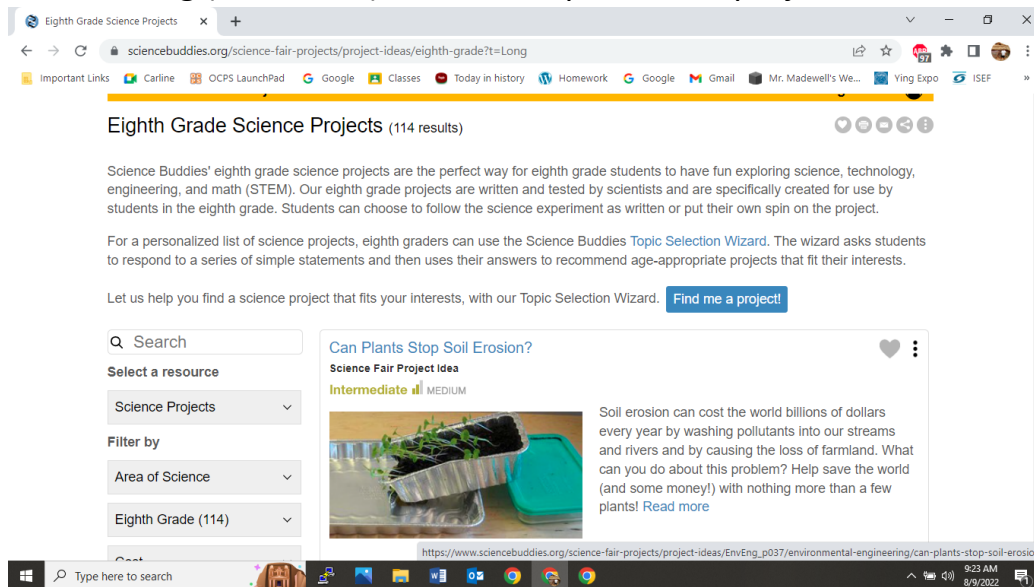 Eighth Grade Science Projects
sciencebuddies.org/science-fair-projects/project-ideas/eighth-grade?t=Long
ABP
97
Important Links Carline OCPS LaunchPad Google Classes Today in history Homework Google Gmail Mr. Madewell's We... Ying Expo ISEF »
Eighth Grade Science Projects (114 results)
Science Buddies' eighth grade science projects are the perfect way for eighth grade students to have fun exploring science, technology,
engineering, and math (STEM). Our eighth grade projects are written and tested by scientists and are specifically created for use by
students in the eighth grade. Students can choose to follow the science experiment as written or put their own spin on the project.
For a personalized list of science projects, eighth graders can use the Science Buddies Topic Selection Wizard. The wizard asks students
to respond to a series of simple statements and then uses their answers to recommend age-appropriate projects that fit their interests.
Let us help you find a science project that fits your interests, with our Topic Selection Wizard. Find me a project!
Search
Select a resource
Science Projects
Filter by
Area of Science
Eighth Grade (114)
Can Plants Stop Soil Erosion?
Science Fair Project Idea
Intermediate MEDIUM
Soil erosion can cost the world billions of dollars
every year by washing pollutants into our streams
and rivers and by causing the loss of farmland. What
can you do about this problem? Help save the world
(and some money!) with nothing more than a few
plants! Read more
https://www.sciencebuddies.org/science-fair-projects/project-ideas/EnvEng_p037/environmental-engineering/can-plants-stop-soil-erosio
Type here to search
9:23 AM
8/9/2022